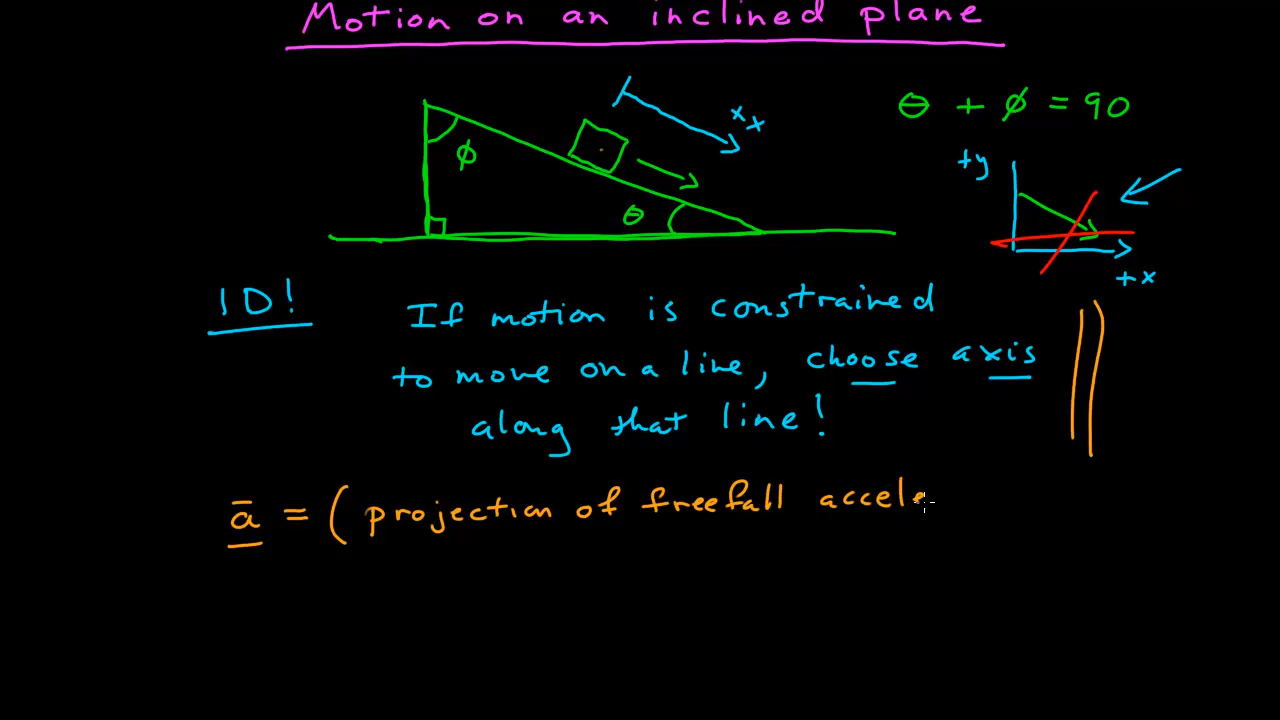 Motion on an inclined plane
x +
θ + φ = 90
φ
+y
θ
+x
1D!
If motion is constrained
to move on a line, choose axis
along that line!
a̅ = ( projection of freefall accele